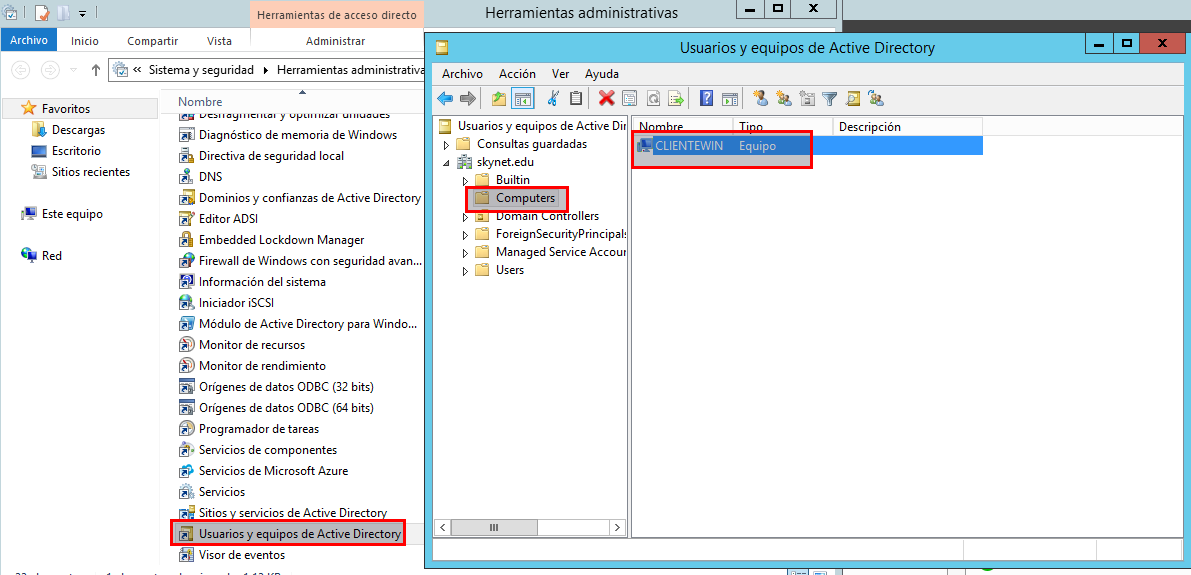 Herramientas de acceso directo
Herramientas administrativas
Archivo
Inicio
Compartir
Vista
Administrar
« Sistema y seguridad
Herramientas administrativa
Favoritos
Descargas
Escritorio
Sitios recientes
Este equipo
Red
Nombre
Desfragmentar y optimizar unidades
Diagnóstico de memoria de Windows
Directiva de seguridad local
DNS
Dominios y confianzas de Active Directory
Editor ADSI
Embedded Lockdown Manager
Firewall de Windows con seguridad avan...
Información del sistema
Iniciador iSCSI
Módulo de Active Directory para Windo...
Monitor de recursos
Monitor de rendimiento
Orígenes de datos ODBC (32 bits)
Orígenes de datos ODBC (64 bits)
Programador de tareas
Servicios de componentes
Servicios de Microsoft Azure
Servicios
Sitios y servicios de Active Directory
Usuarios y equipos de Active Directory
Visor de eventos
Usuarios y equipos de Active Directory
Archivo Acción Ver Ayuda
Usuarios y equipos de Active Dir
Consultas guardadas
skynet.edu
Builtin
Computers
Domain Controllers
ForeignSecurityPrincipals
Managed Service Accour
Users
Nombre Tipo Descripción
CLIENTEWIN Equipo